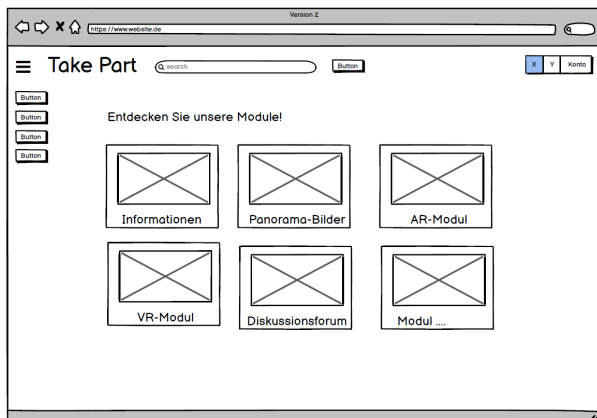 Version 2
https://www.website.de
Take Part
search
Button
X Y Konto
Button
Button
Button
Button
Entdecken Sie unsere Module!
Informationen
Panorama-Bilder
AR-Modul
VR-Modul
Diskussionsforum
Modul ....